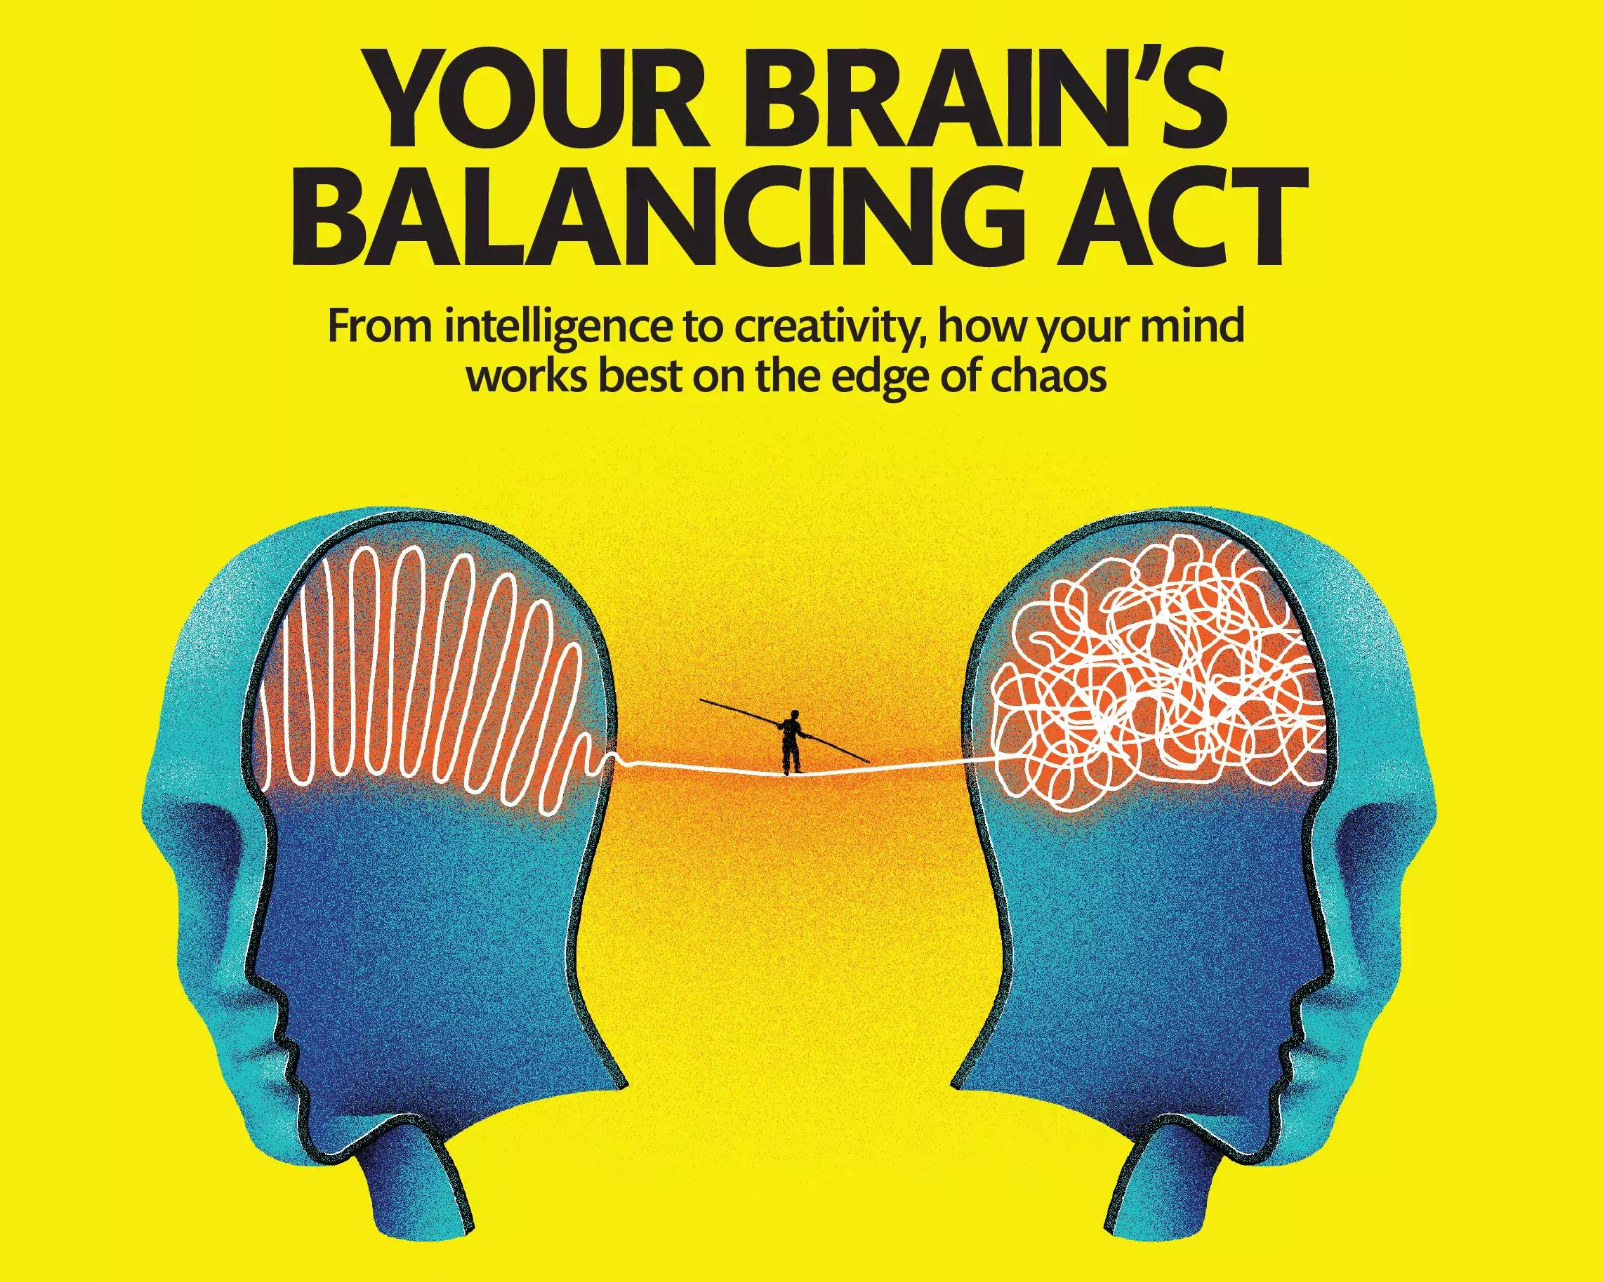 YOUR BRAIN’S
BALANCING ACT
From intelligence to creativity, how your mind
works best on the edge of chaos